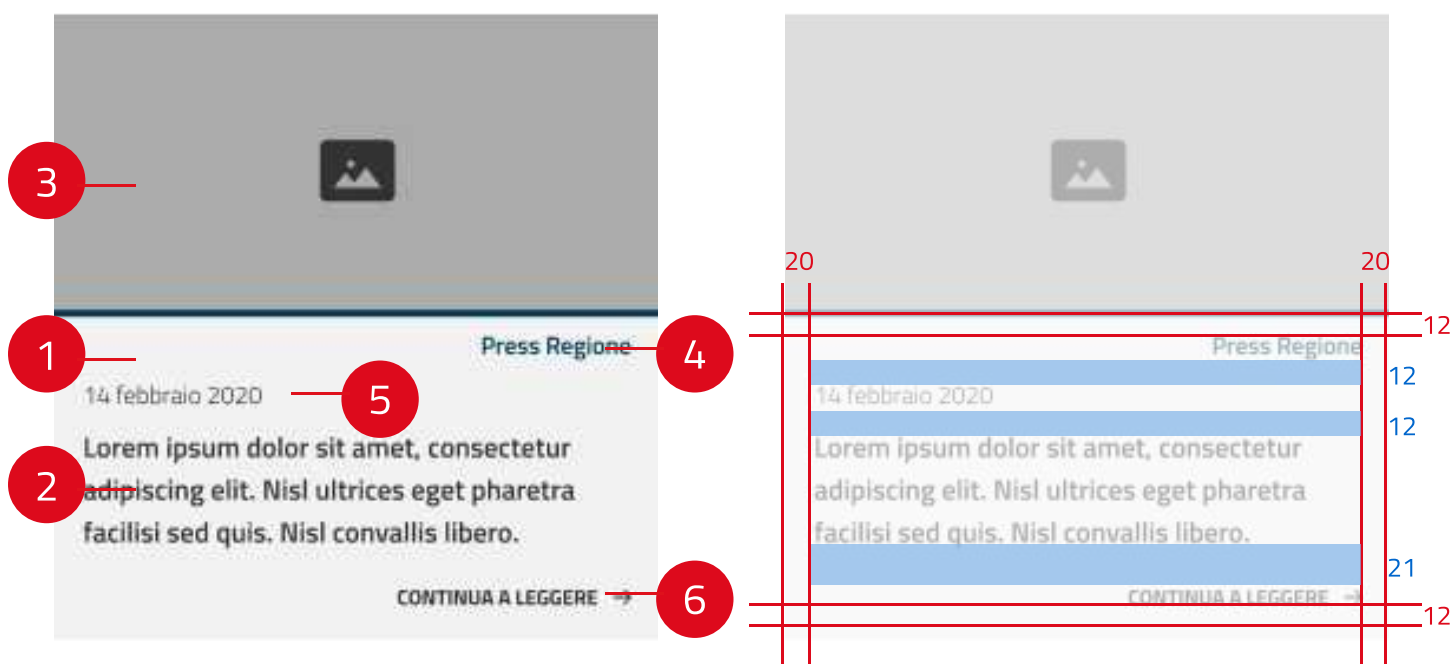 3
1
Press Regione
4
14 febbraio 2020
5
Lorem ipsum dolor sit amet, consectetur
2
adipiscing elit. Nisl ultrices eget pharetra
facilisi sed quis. Nisl convallis libero.
CONTINUA A LEGGERE →
6
20
20
12
Press Regione
12
14 febbraio 2020
12
Lorem ipsum dolor sit amet, consectetur
adipiscing elit. Nisl ultrices eget pharetra
facilisi sed quis. Nisl convallis libero.
21
CONTINUA A LEGGERE →
12